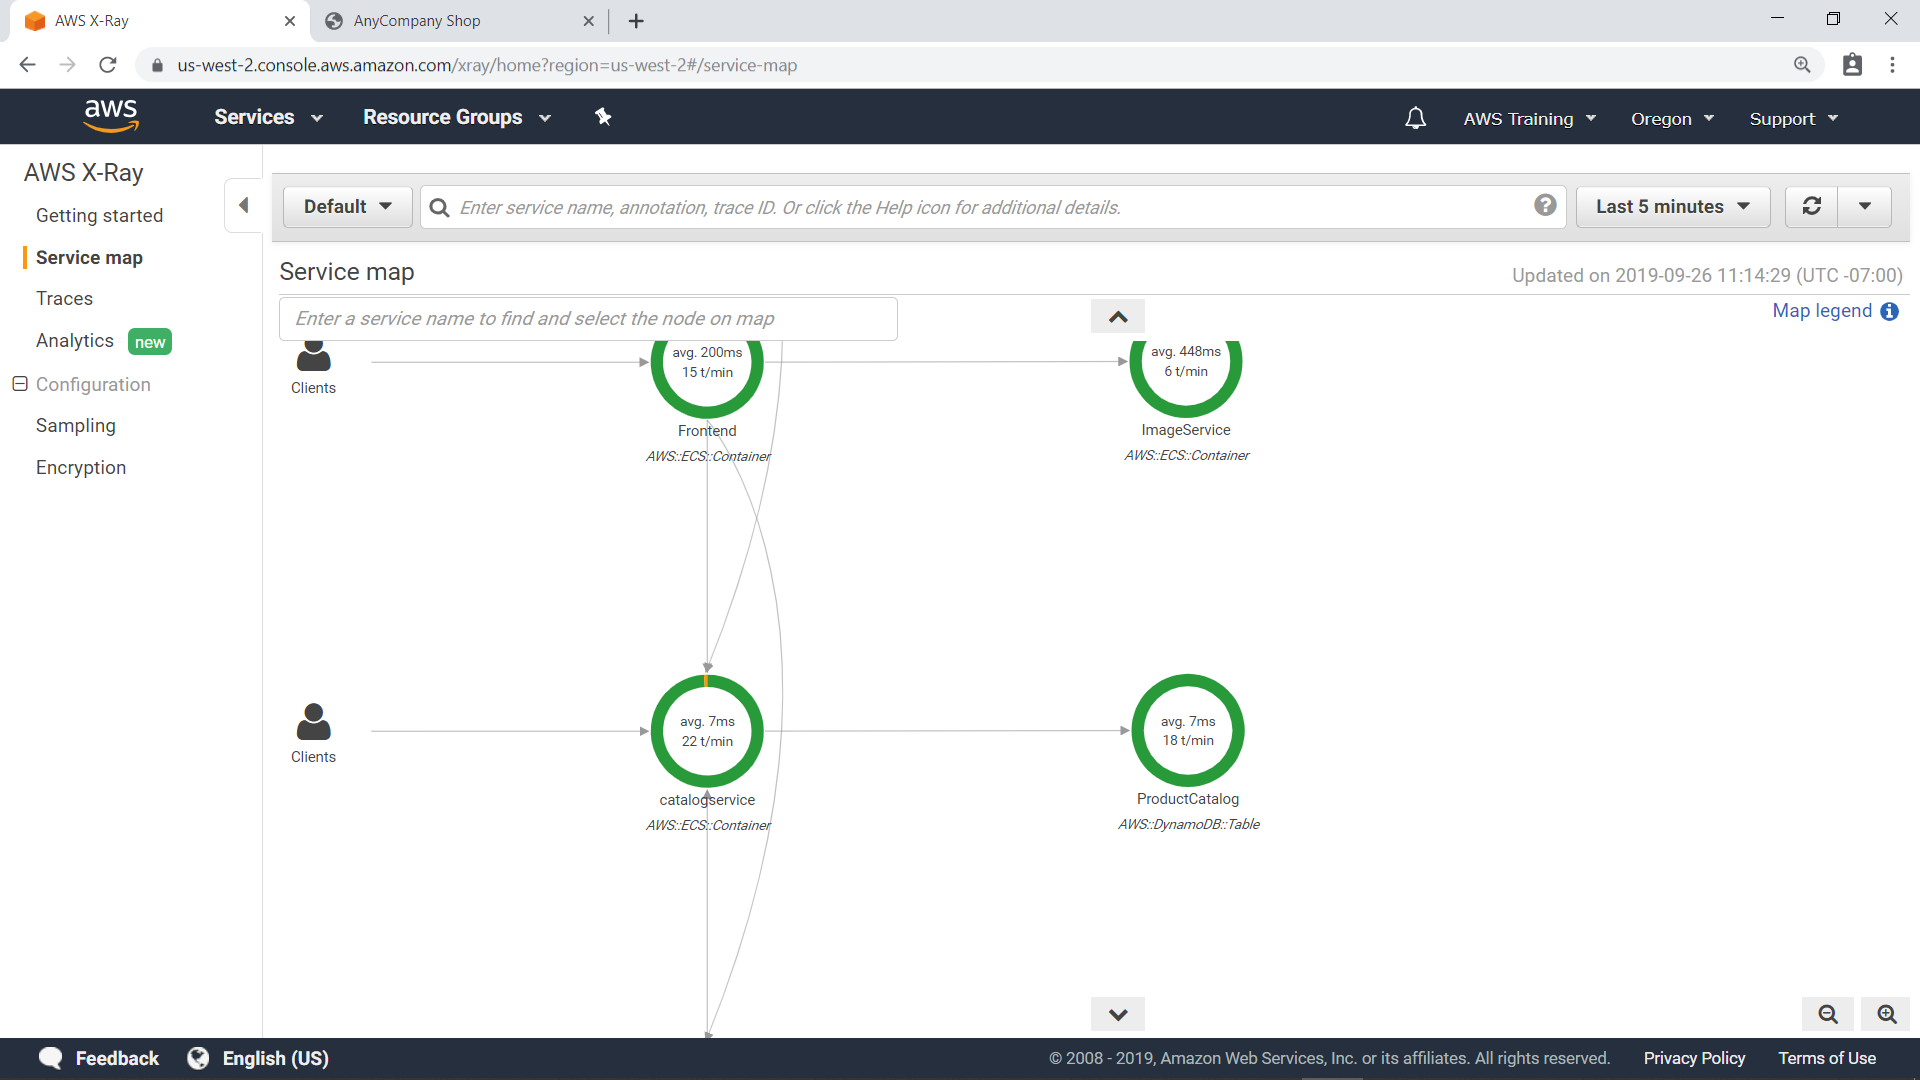 AWS X-Ray
AnyCompany Shop
us-west-2.console.aws.amazon.com/xray/home?region=us-west-2#/service-map
aws
Services
Resource Groups
AWS Training
Oregon
Support
AWS X-Ray
Getting started
Service map
Traces
Analytics new
Configuration
Sampling
Encryption
Default
Enter service name, annotation, trace ID. Or click the Help icon for additional details.
Last 5 minutes
Service map
Updated on 2019-09-26 11:14:29 (UTC -07:00)
Enter a service name to find and select the node on map
Map legend
Clients
avg. 200ms
15 t/min
Frontend
AWS::ECS::Container
avg. 448ms
6 t/min
ImageService
AWS::ECS::Container
Clients
avg. 7ms
22 t/min
catalogservice
AWS::ECS::Container
avg. 7ms
18 t/min
ProductCatalog
AWS::DynamoDB::Table
Feedback
English (US)
© 2008 - 2019, Amazon Web Services, Inc. or its affiliates. All rights reserved.
Privacy Policy
Terms of Use